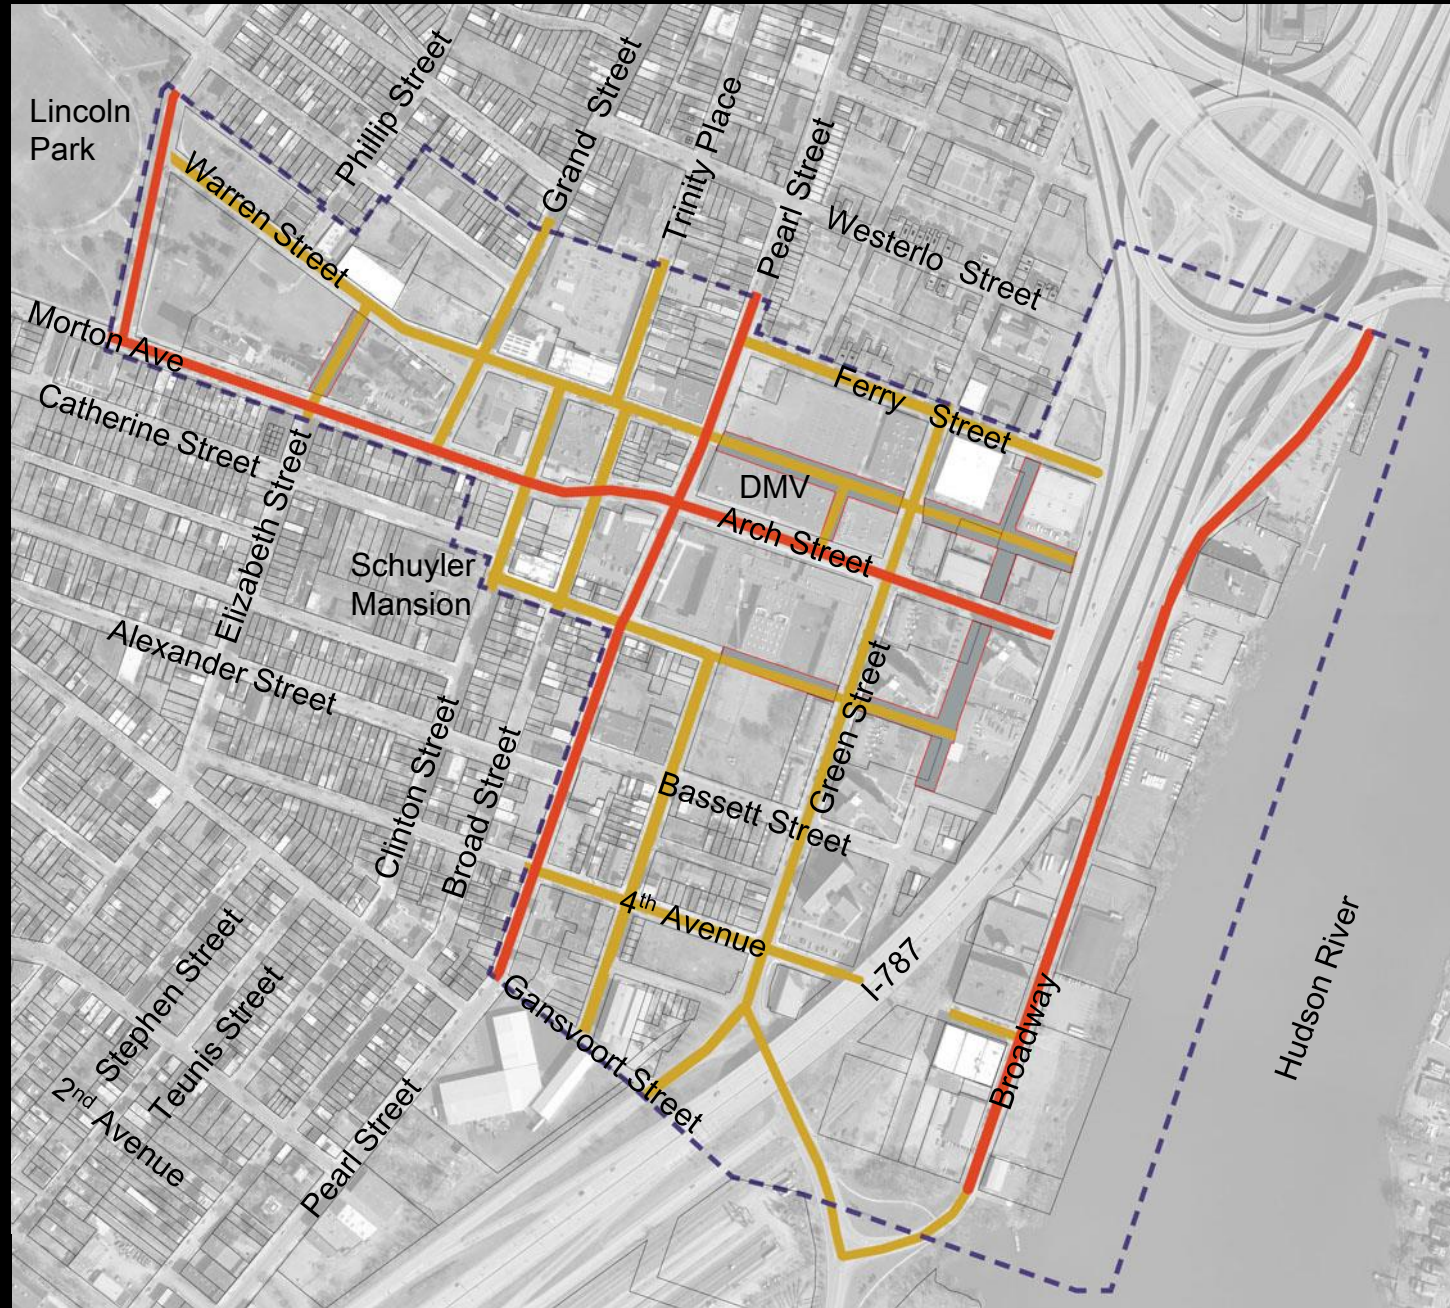 Lincoln
Park
Phillip Street
Grand Street
Trinity Place
Pearl Street
Warren Street
Westerlo Street
Morton Ave
Catherine Street
Ferry Street
Elizabeth Street
DMV
Arch Street
Schuyler
Mansion
Alexander Street
Clinton Street
Broad Street
Green Street
Bassett Street
4th Avenue
I-787
Stephen Street
Teunis Street
2nd Avenue
Pearl Street
Gansvoort Street
Broadway
Hudson River